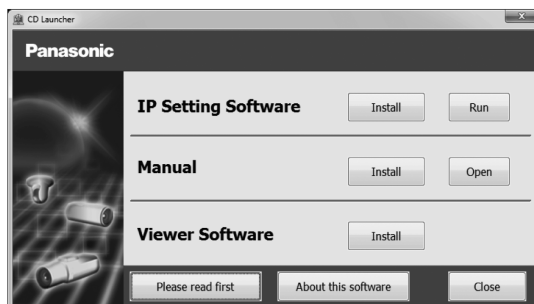 CD Launcher
Panasonic
IP Setting Software Install Run
Manual Install Open
Viewer Software Install
Please read first About this software Close